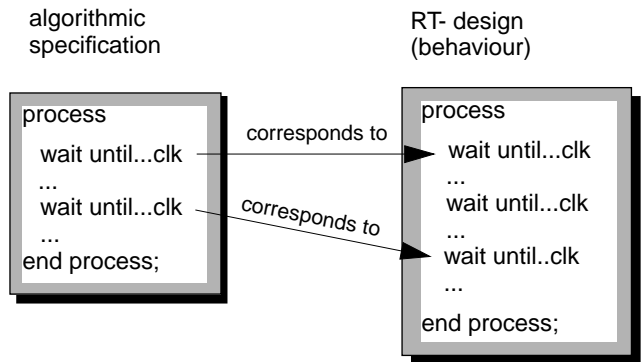 algorithmic
specification
process
wait until...clk
...
wait until...clk
...
end process;
corresponds to
corresponds to
RT- design
(behaviour)
process
wait until...clk
...
wait until...clk
...
wait until..clk
...
end process;